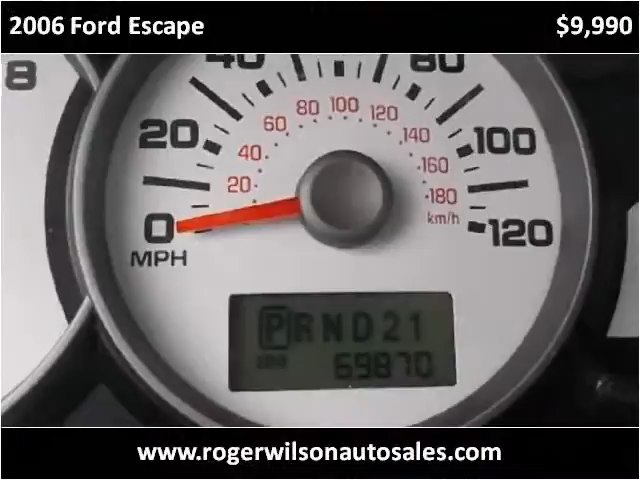 2006 Ford Escape $9,990
8
40 80
80 100 120
60 140
20 100
40 160
20 180
km/h
0 120
MPH
PRND21
69870
www.rogerwilsonautosales.com